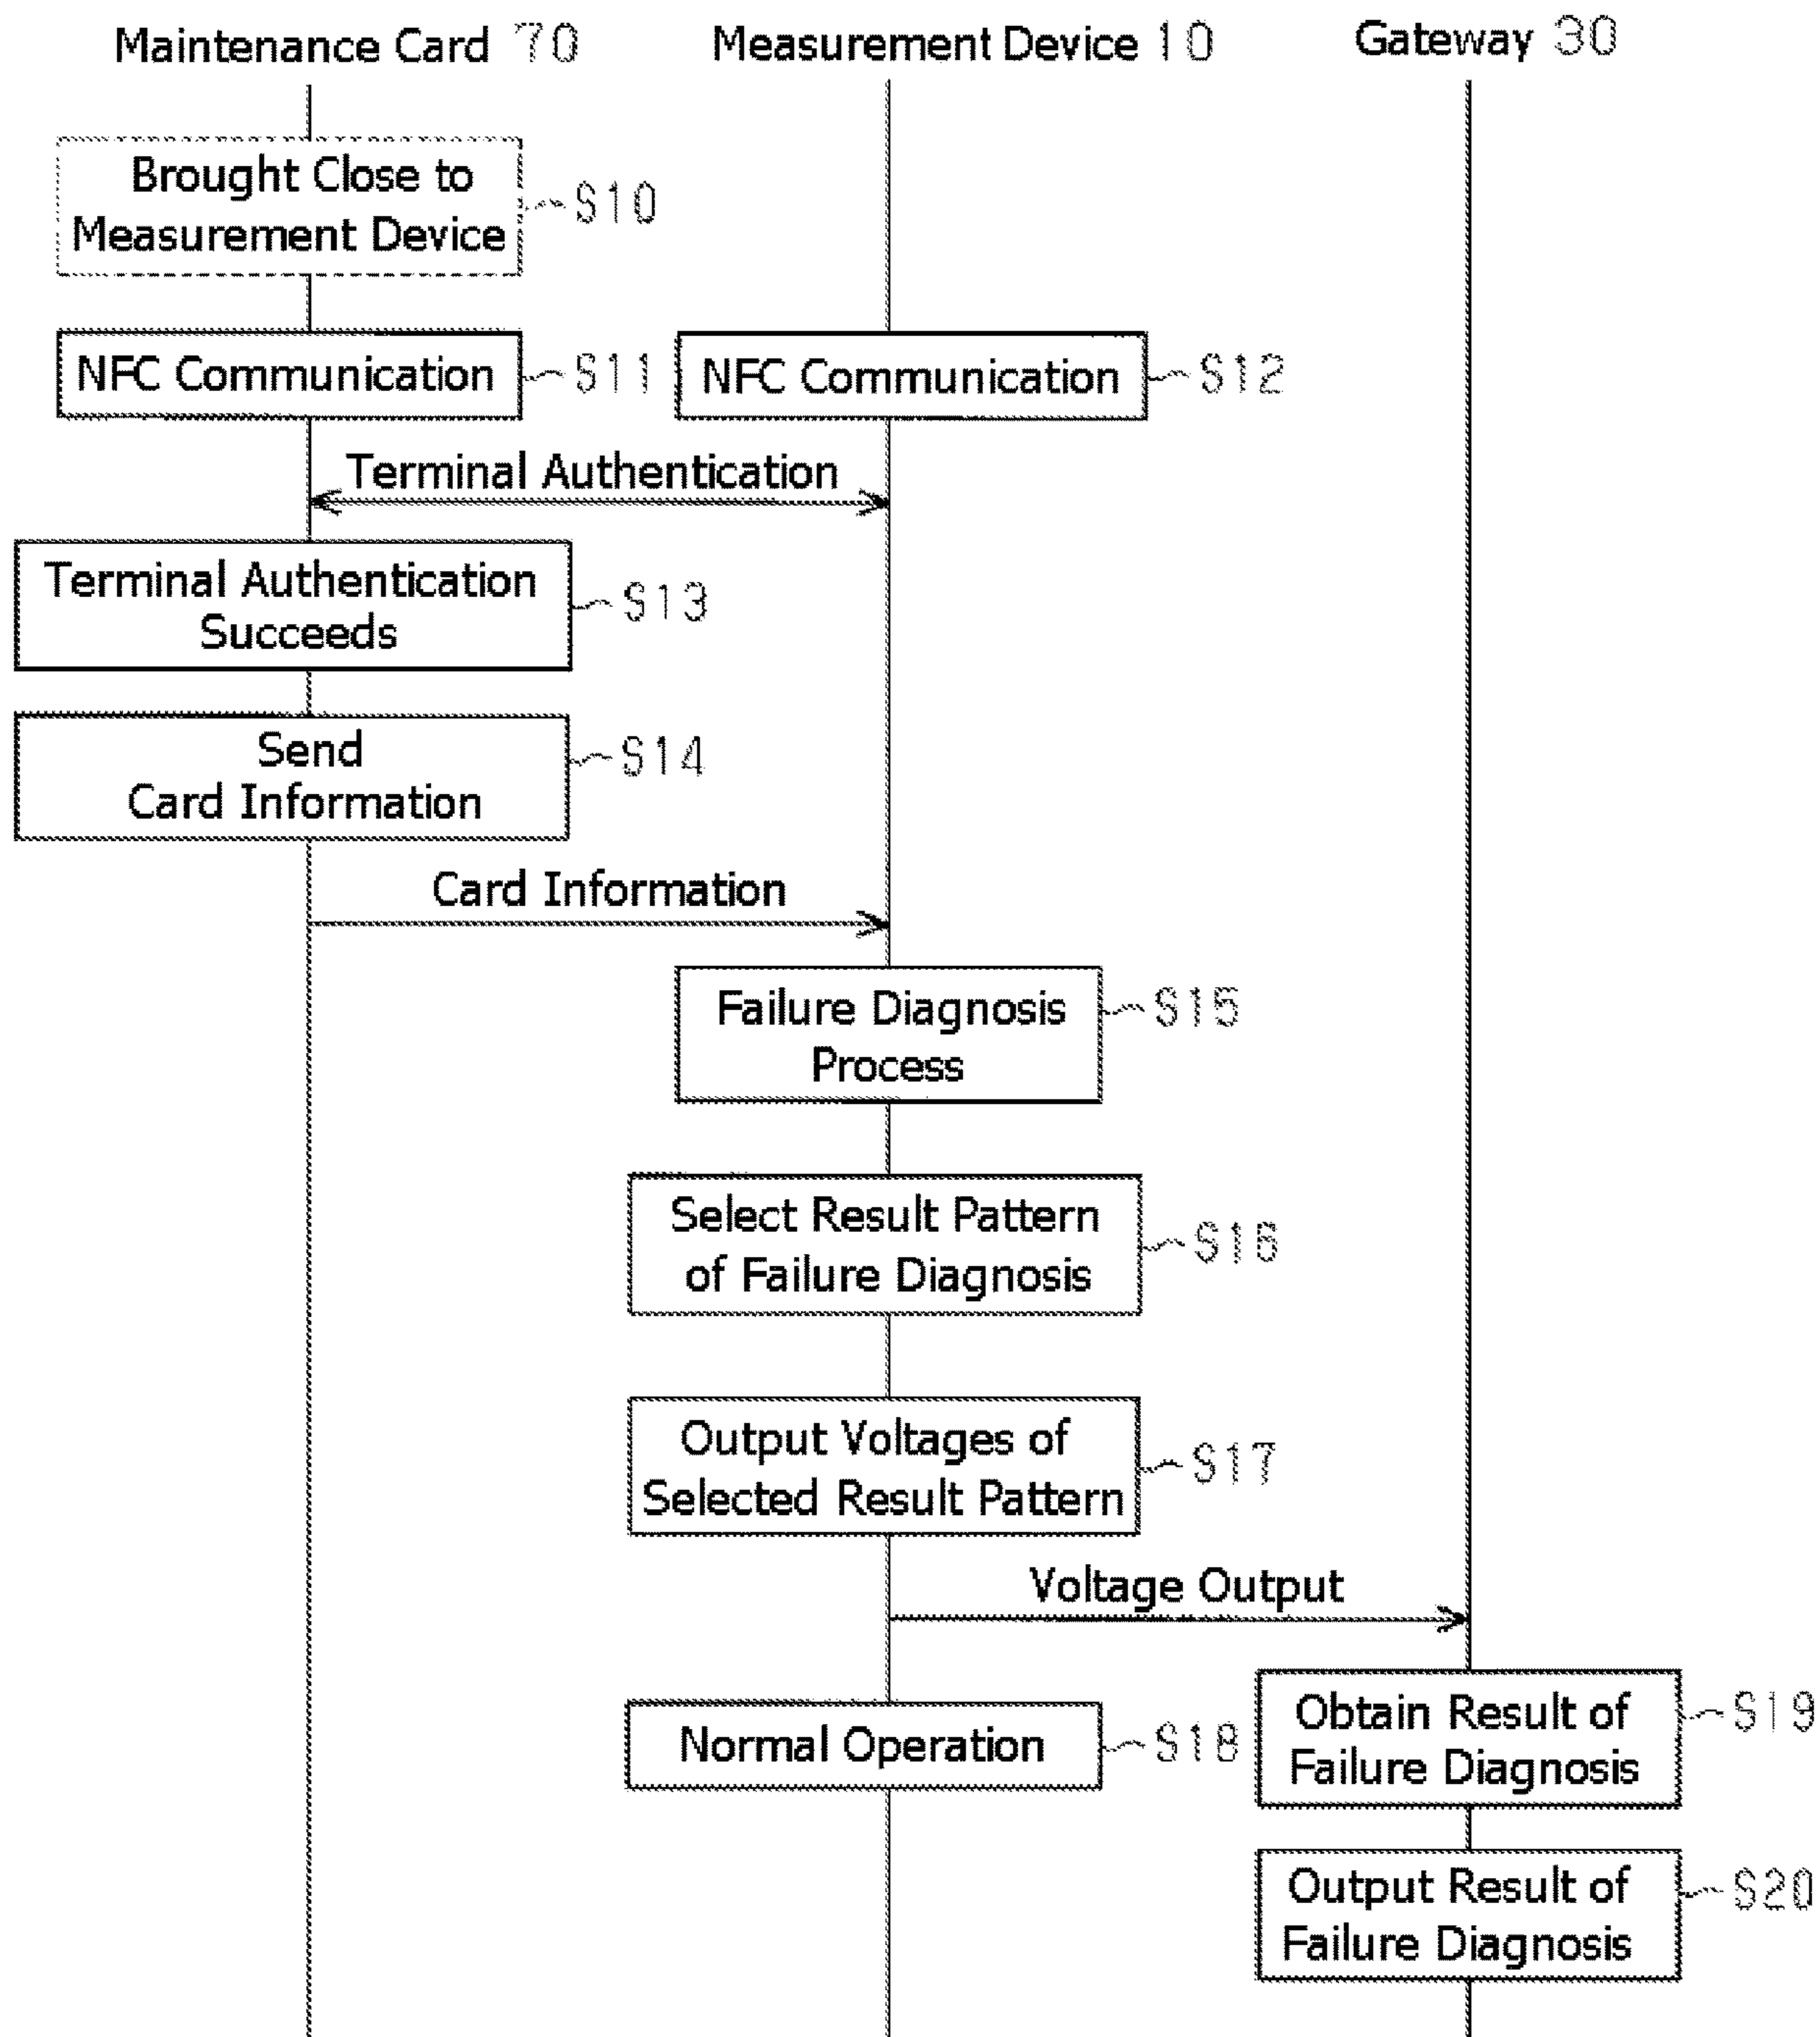 Maintenance Card 70
Measurement Device 10
Gateway 30
Brought Close to
Measurement Device
S10
NFC Communication
S11
NFC Communication
S12
Terminal Authentication
Terminal Authentication
Succeeds
S13
Send
Card Information
S14
Card Information
Failure Diagnosis
Process
S15
Select Result Pattern
of Failure Diagnosis
S16
Output Voltages of
Selected Result Pattern
S17
Voltage Output
Normal Operation
S18
Obtain Result of
Failure Diagnosis
S19
Output Result of
Failure Diagnosis
S20